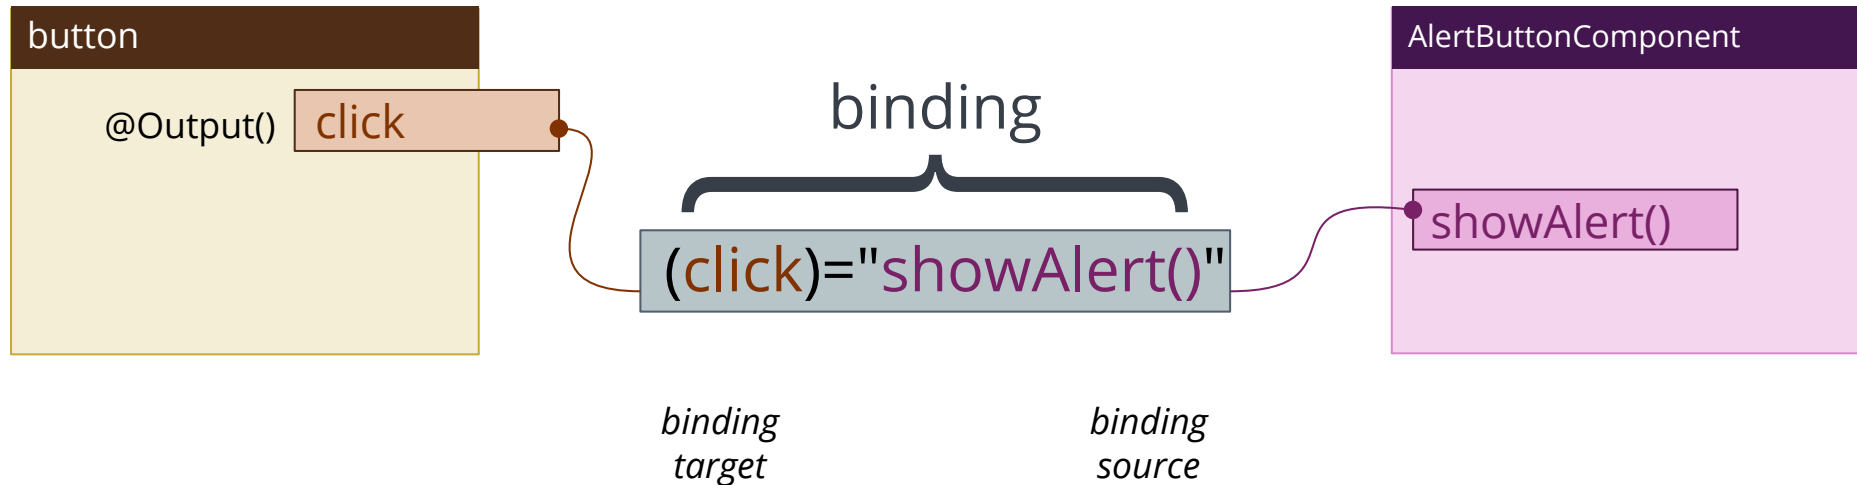 button
AlertButtonComponent
@Output()
click
binding
showAlert()
(click)="showAlert()"
binding
target
binding
source